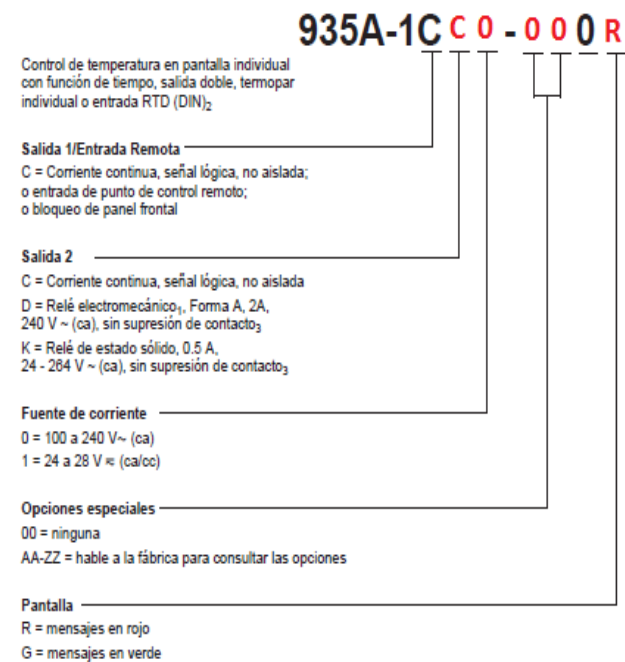 935A-1C C 0 - 0 0 0 R
Control de temperatura en pantalla individual
con función de tiempo, salida doble, termopar
individual o entrada RTD (DIN)2
Salida 1/Entrada Remota
C = Corriente continua, señal lógica, no aislada;
o entrada de punto de control remoto;
o bloqueo de panel frontal
Salida 2
C = Corriente continua, señal lógica, no aislada
D = Relé electromecánico1, Forma A, 2A,
240 V ~ (ca), sin supresión de contacto3
K = Relé de estado sólido, 0.5 A,
24 - 264 V ~ (ca), sin supresión de contacto3
Fuente de corriente
0 = 100 a 240 V~ (ca)
1 = 24 a 28 V ≂ (ca/cc)
Opciones especiales
00 = ninguna
AA-ZZ = hable a la fábrica para consultar las opciones
Pantalla
R = mensajes en rojo
G = mensajes en verde